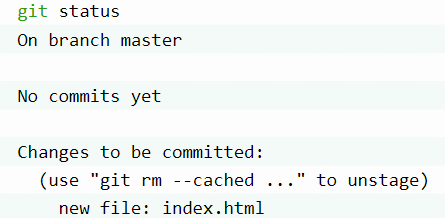 git status
On branch master
No commits yet
Changes to be committed:
(use "git rm --cached ..." to unstage)
new file: index.html